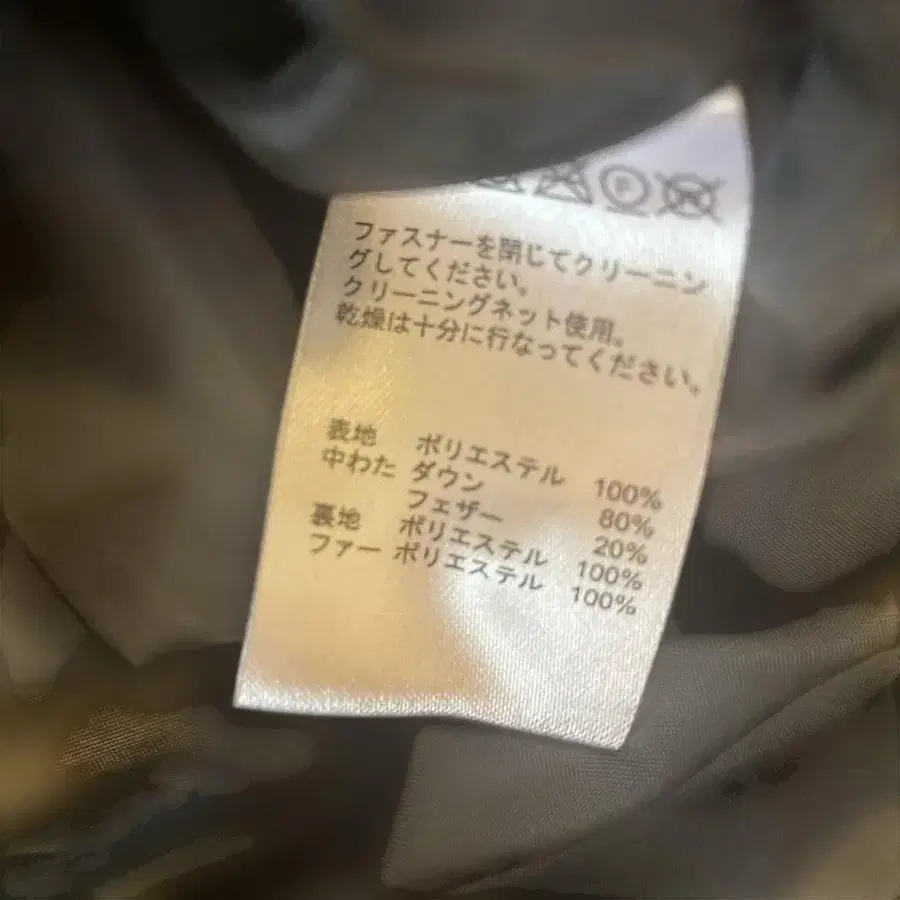 ファスナーを閉じてクリーニン
グしてください。
クリーニングネット使用。
乾燥は十分に行なってください。
表地 ポリエステル 100%
中わた ダウン 80%
フェザー 20%
裏地 ポリエステル 100%
ファー ポリエステル 100%